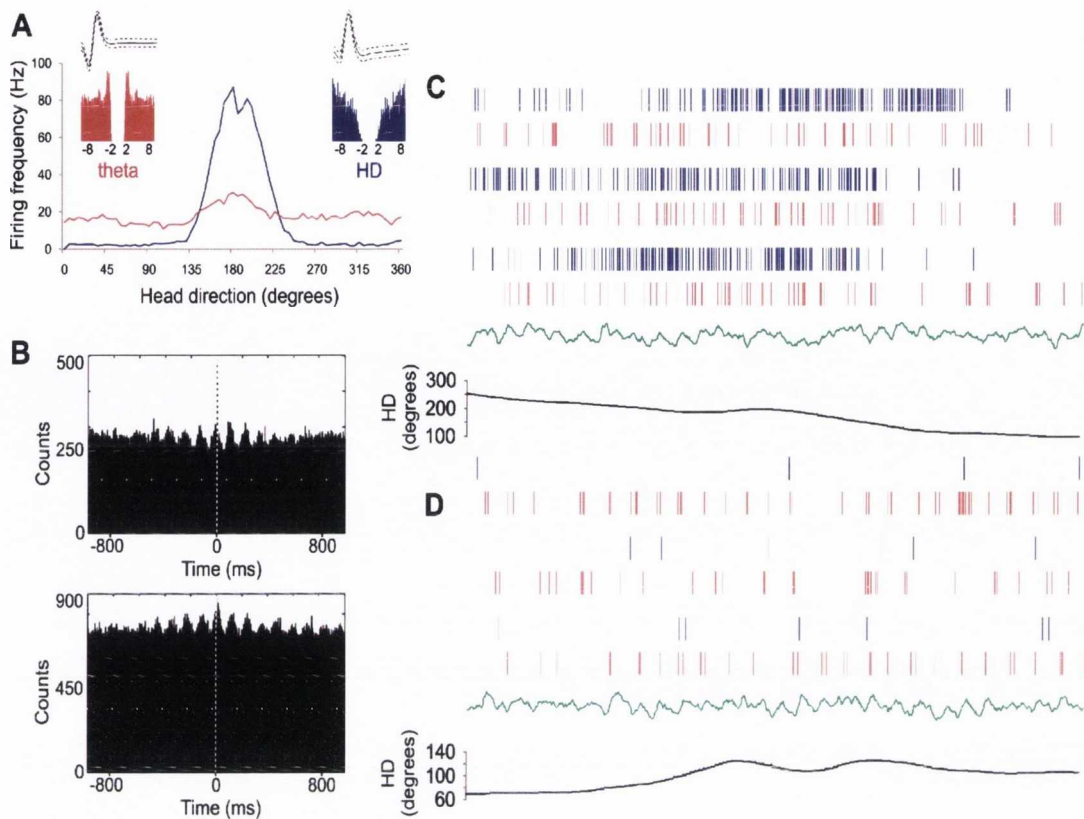 A
100
80
60
40
20
0
Firing frequency (Hz)
-8 -2 2 8
theta
-8 -2 2 8
HD
0 45 90 135 180 225 270 315 360
Head direction (degrees)
B
500
250
0
Counts
-800 0 800
Time (ms)
900
450
0
Counts
-800 0 800
Time (ms)
C
300
200
100
HD
(degrees)
D
140
100
60
HD
(degrees)